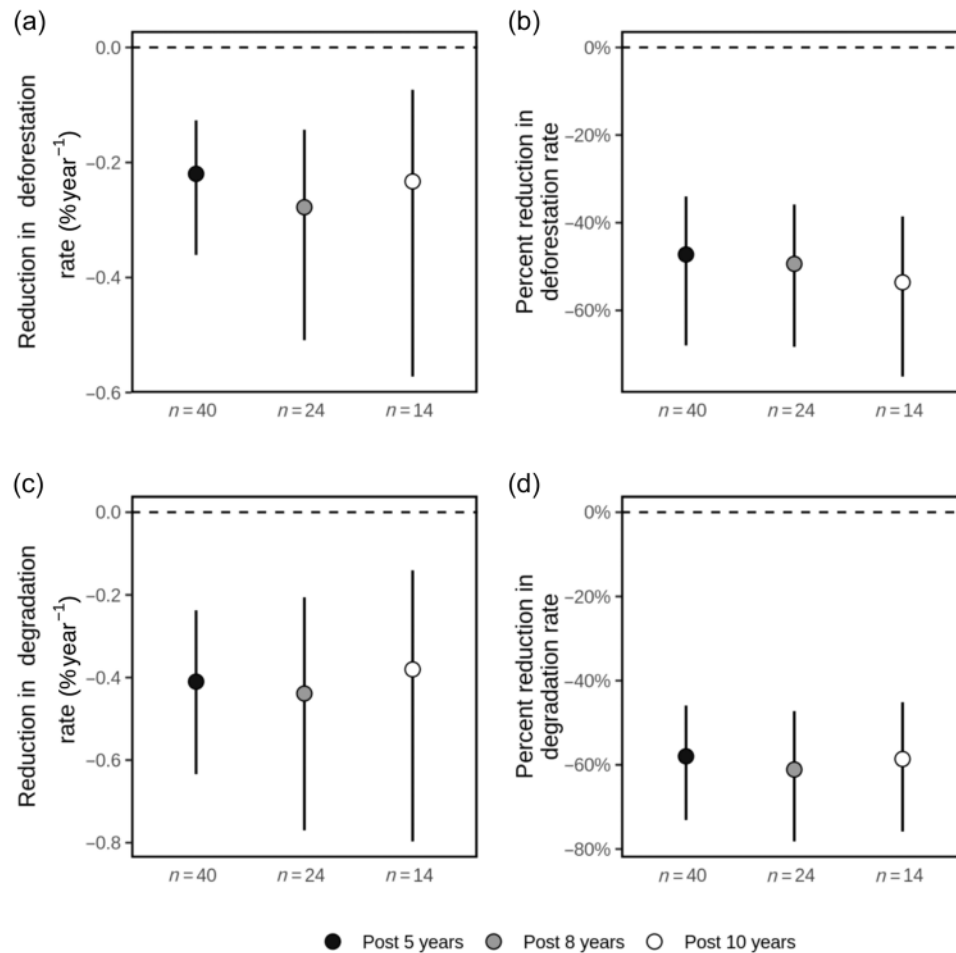 (a)
Reduction in deforestation
rate (% year⁻¹)
0.0
−0.2
−0.4
−0.6
n = 40
n = 24
n = 14
(b)
Percent reduction in
deforestation rate
0%
−20%
−40%
−60%
n = 40
n = 24
n = 14
(c)
Reduction in degradation
rate (% year⁻¹)
0.0
−0.2
−0.4
−0.6
−0.8
n = 40
n = 24
n = 14
(d)
Percent reduction in
degradation rate
0%
−20%
−40%
−60%
−80%
n = 40
n = 24
n = 14
Post 5 years Post 8 years Post 10 years